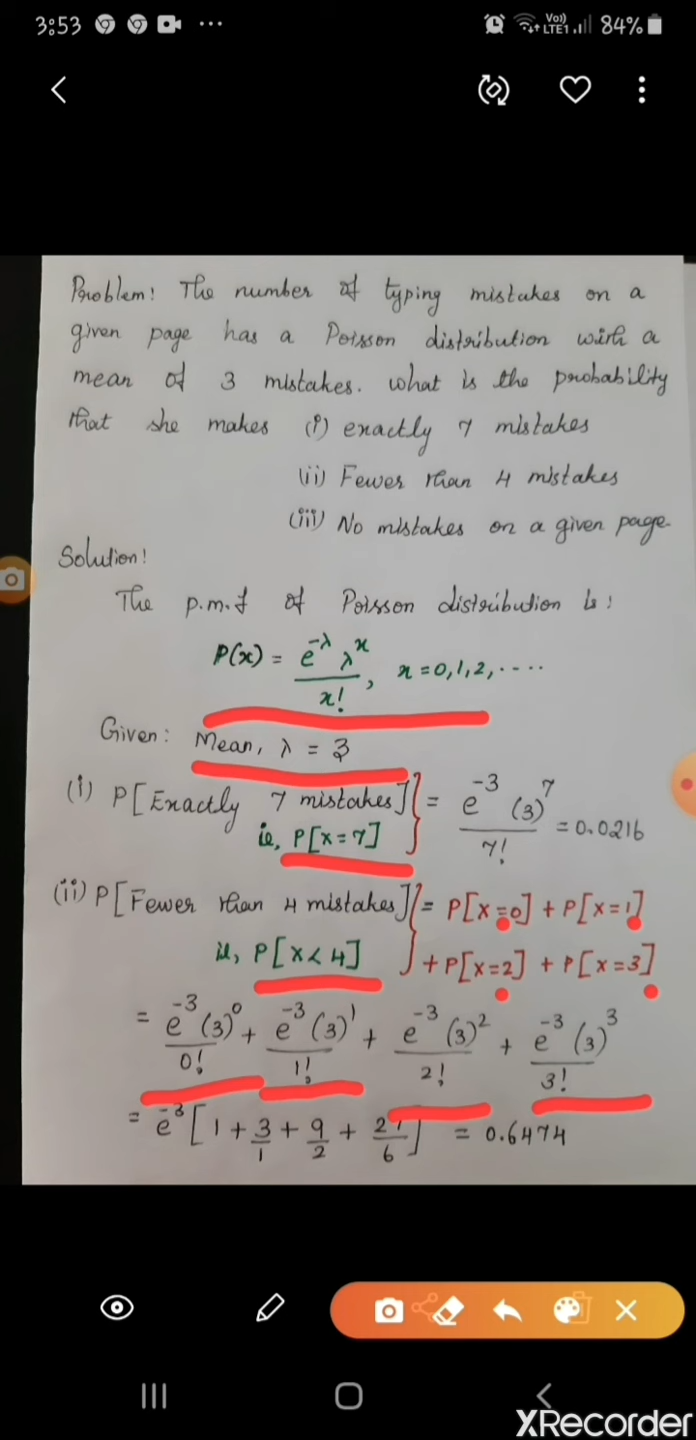 3:53 ... Vo)) LTE1 84%
Problem! The number of typing mistakes on a
given page has a Poisson distribution with a
mean of 3 mistakes. what is the probability
that she makes (i) exactly 7 mistakes
(ii) Fewer than 4 mistakes
(iii) No mistakes on a given page.
Solution!
The p.m.f of Poisson distribution is:
P(x) = e^-λ λ^x / x!, x = 0,1,2,....
Given: Mean, λ = 3
(i) P[Exactly 7 mistakes] } = e^-3 (3)^7 / 7! = 0.0216
ie, P[x=7]
(ii) P[Fewer than 4 mistakes] } = P[x=0] + P[x=1]
ie, P[x<4] + P[x=2] + P[x=3]
= e^-3 (3)^0 / 0! + e^-3 (3)^1 / 1! + e^-3 (3)^2 / 2! + e^-3 (3)^3 / 3!
= e^-3 [1 + 3/1 + 9/2 + 27/6] = 0.6474
XRecorder